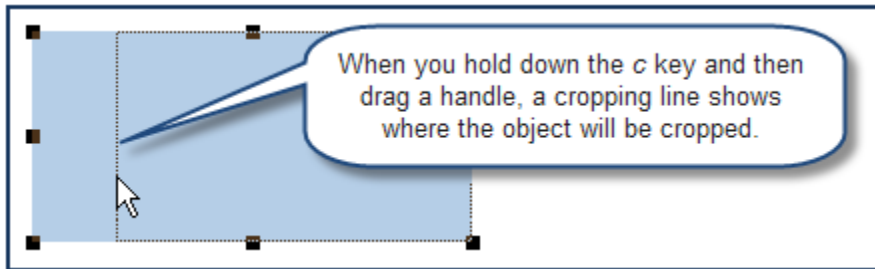 When you hold down the c key and then
drag a handle, a cropping line shows
where the object will be cropped.